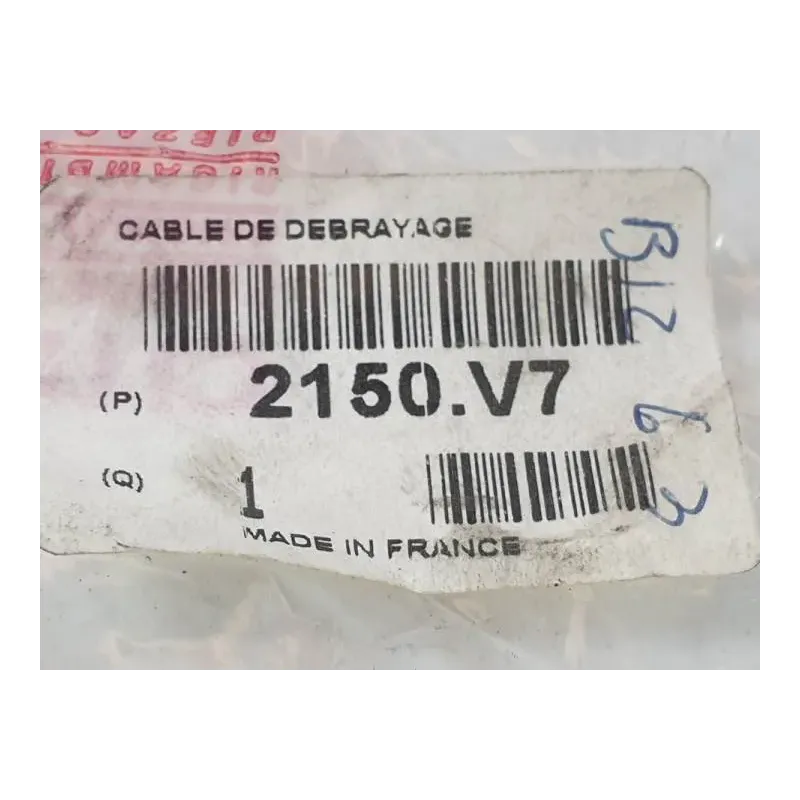 CABLE DE DEBRAYAGE
(P) 2150.V7
(Q) 1
MADE IN FRANCE